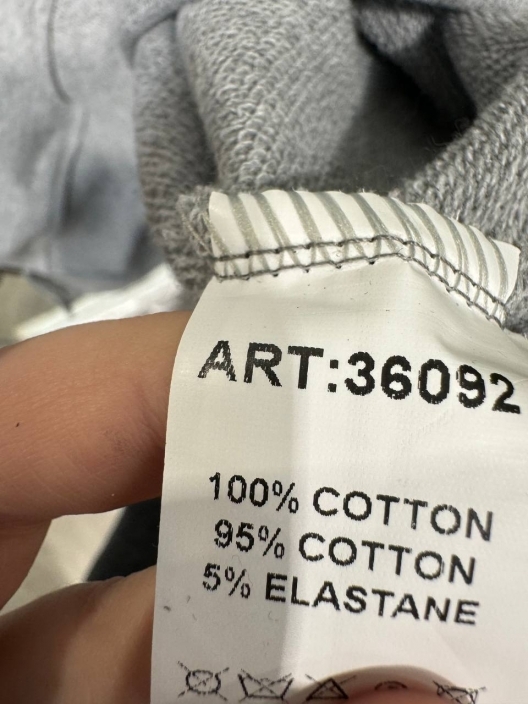 ART:36092
100% COTTON
95% COTTON
5% ELASTANE